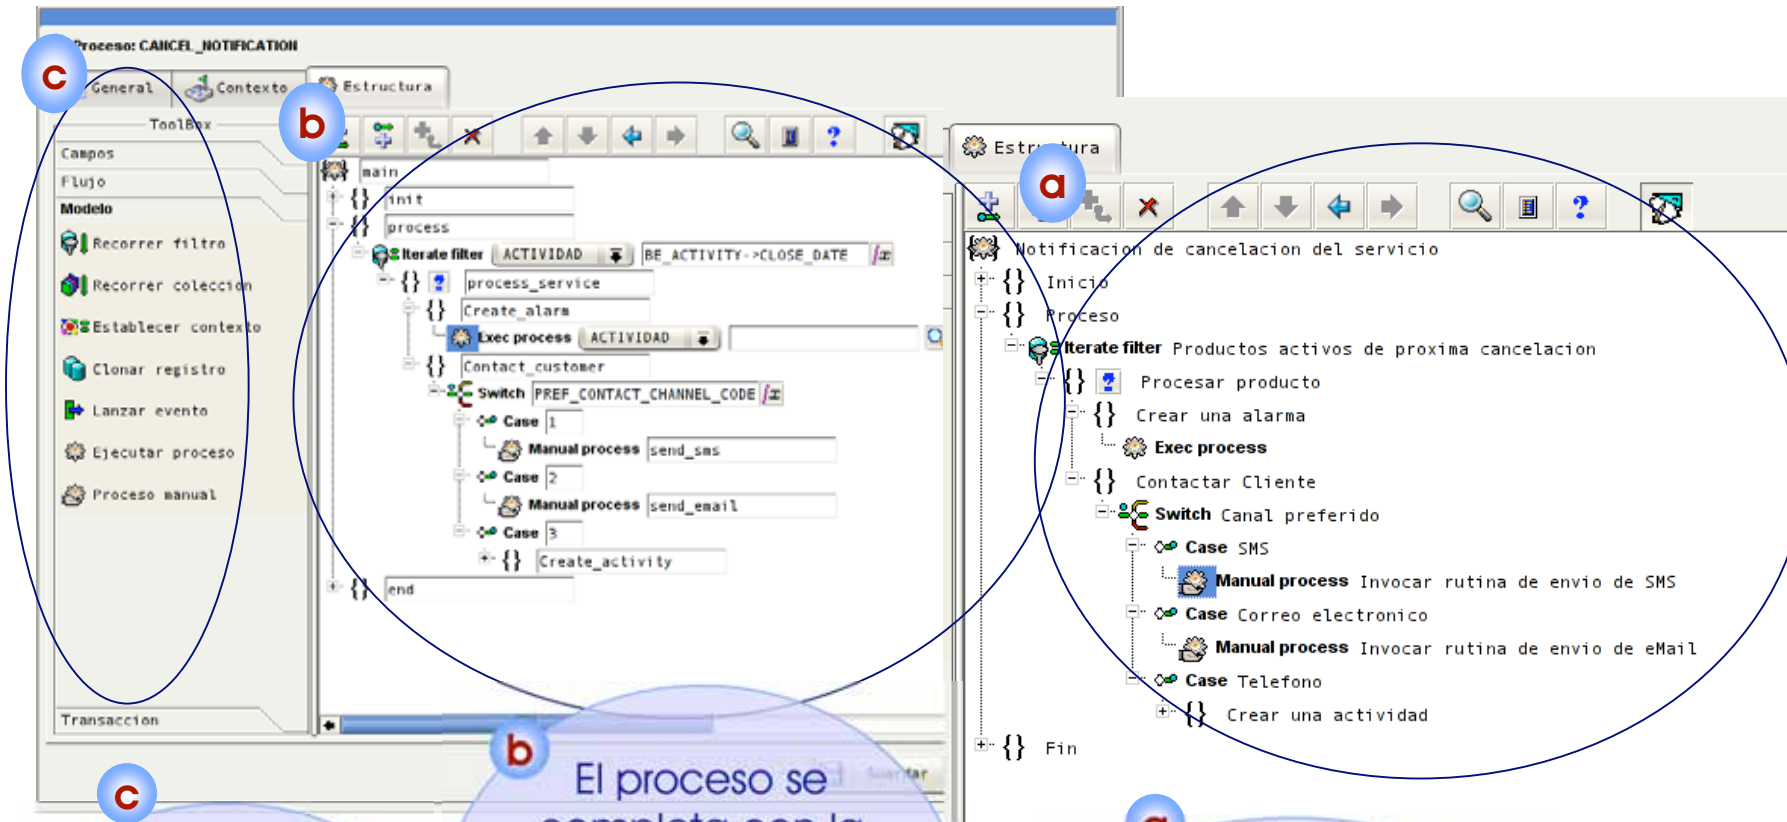 Proceso: CANCEL_NOTIFICATION
c
General
Contexto
Estructura
ToolBox
Campos
Flujo
Modelo
Recorrer filtro
Recorrer coleccion
Establecer contexto
Clonar registro
Lanzar evento
Ejecutar proceso
Proceso manual
Transaccion
b
main
init
process
Iterate filter ACTIVIDAD BE_ACTIVITY->CLOSE_DATE
process_service
Create_alarm
Exec process ACTIVIDAD
Contact_customer
Switch PREF_CONTACT_CHANNEL_CODE
Case 1
Manual process send_sms
Case 2
Manual process send_email
Case 3
Create_activity
end
Guardar
Estructura
a
Notificacion de cancelacion del servicio
Inicio
Proceso
Iterate filter Productos activos de proxima cancelacion
Procesar producto
Crear una alarma
Exec process
Contactar Cliente
Switch Canal preferido
Case SMS
Manual process Invocar rutina de envio de SMS
Case Correo electronico
Manual process Invocar rutina de envio de eMail
Case Telefono
Crear una actividad
Fin
c
b
El proceso se
completa con la
a